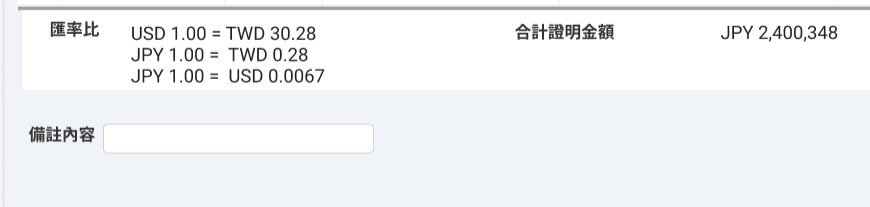 匯率比
USD 1.00 = TWD 30.28
JPY 1.00 = TWD 0.28
JPY 1.00 = USD 0.0067
合計證明金額
JPY 2,400,348
備註內容